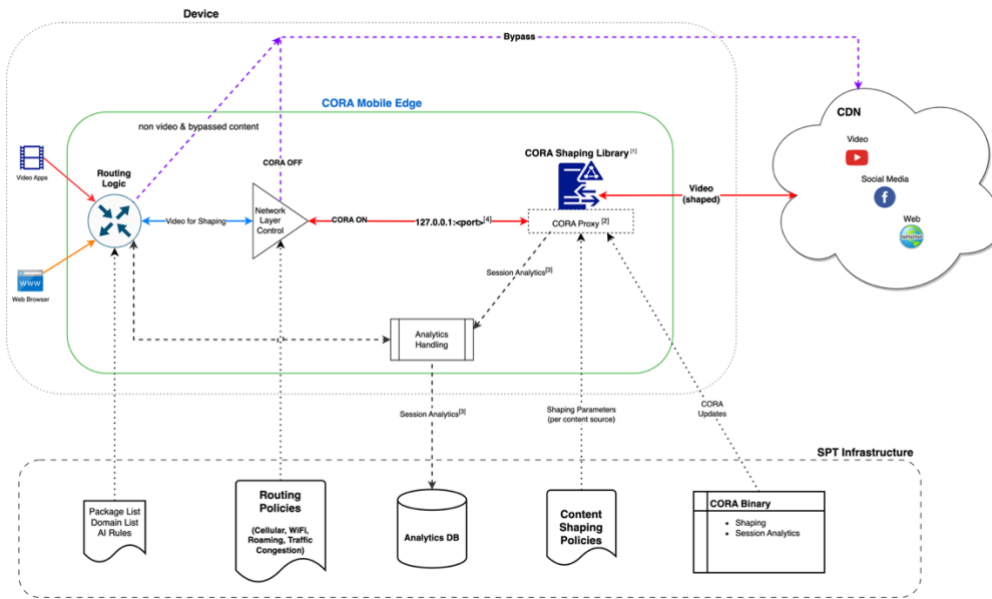 Device
Bypass
CORA Mobile Edge
CDN
non video & bypassed content
Video
CORA OFF
CORA Shaping Library[1]
Video Apps
Routing
Logic
Social Media
Video
(shaped)
Network
Layer
Control
Video for Shaping
CORA ON
127.0.0.1:<port>[4]
CORA Proxy[2]
Web
WWW
Web Browser
Session Analytics[3]
Analytics
Handling
Session Analytics[3]
Shaping Parameters
(per content source)
CORA
Updates
SPT Infrastructure
Package List
Domain List
AI Rules
Routing
Policies
(Cellular, WiFi,
Roaming, Traffic
Congestion)
Analytics DB
Content
Shaping
Policies
CORA Binary
• Shaping
• Session Analytics